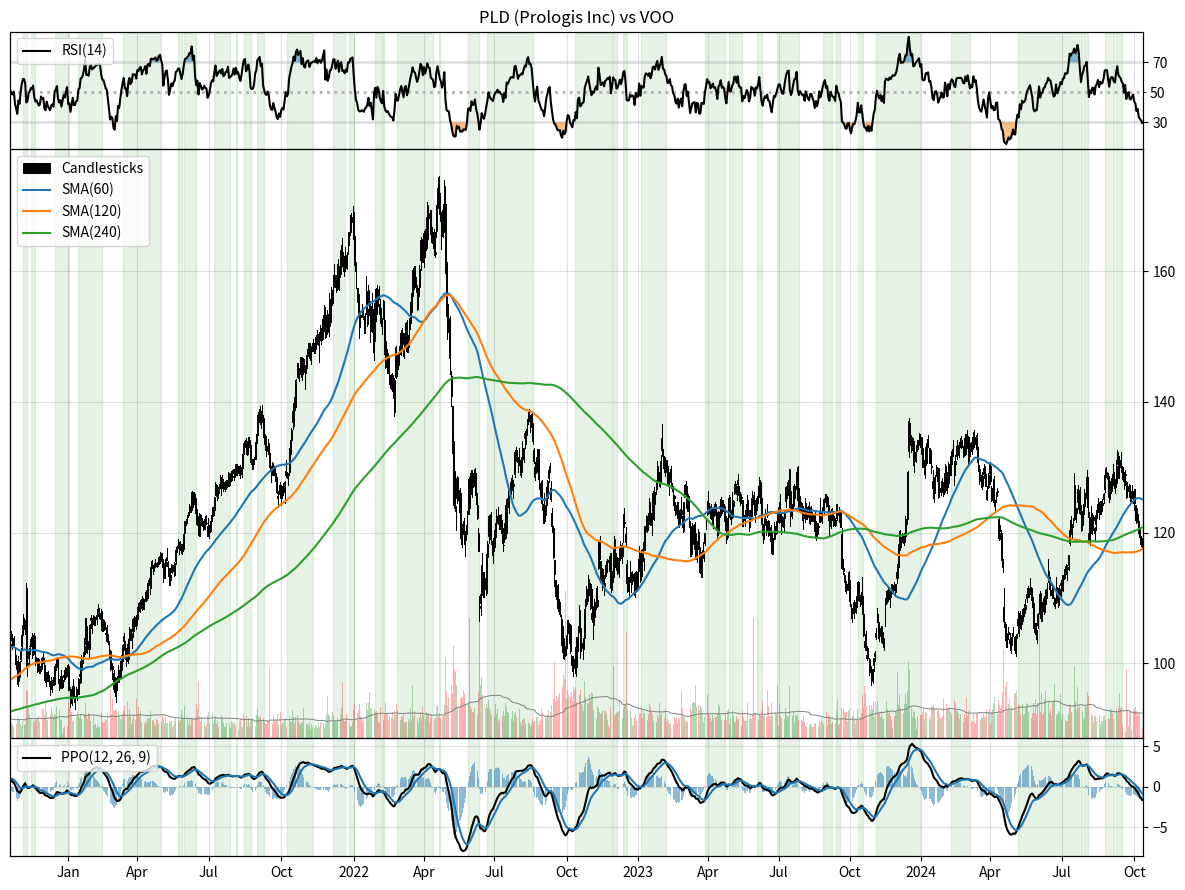 PLD (Prologis Inc) vs VOO
RSI(14)
70
50
30
Candlesticks
SMA(60)
SMA(120)
SMA(240)
160
140
120
100
PPO(12, 26, 9)
5
0
−5
Jan Apr Jul Oct 2022 Apr Jul Oct 2023 Apr Jul Oct 2024 Apr Jul Oct